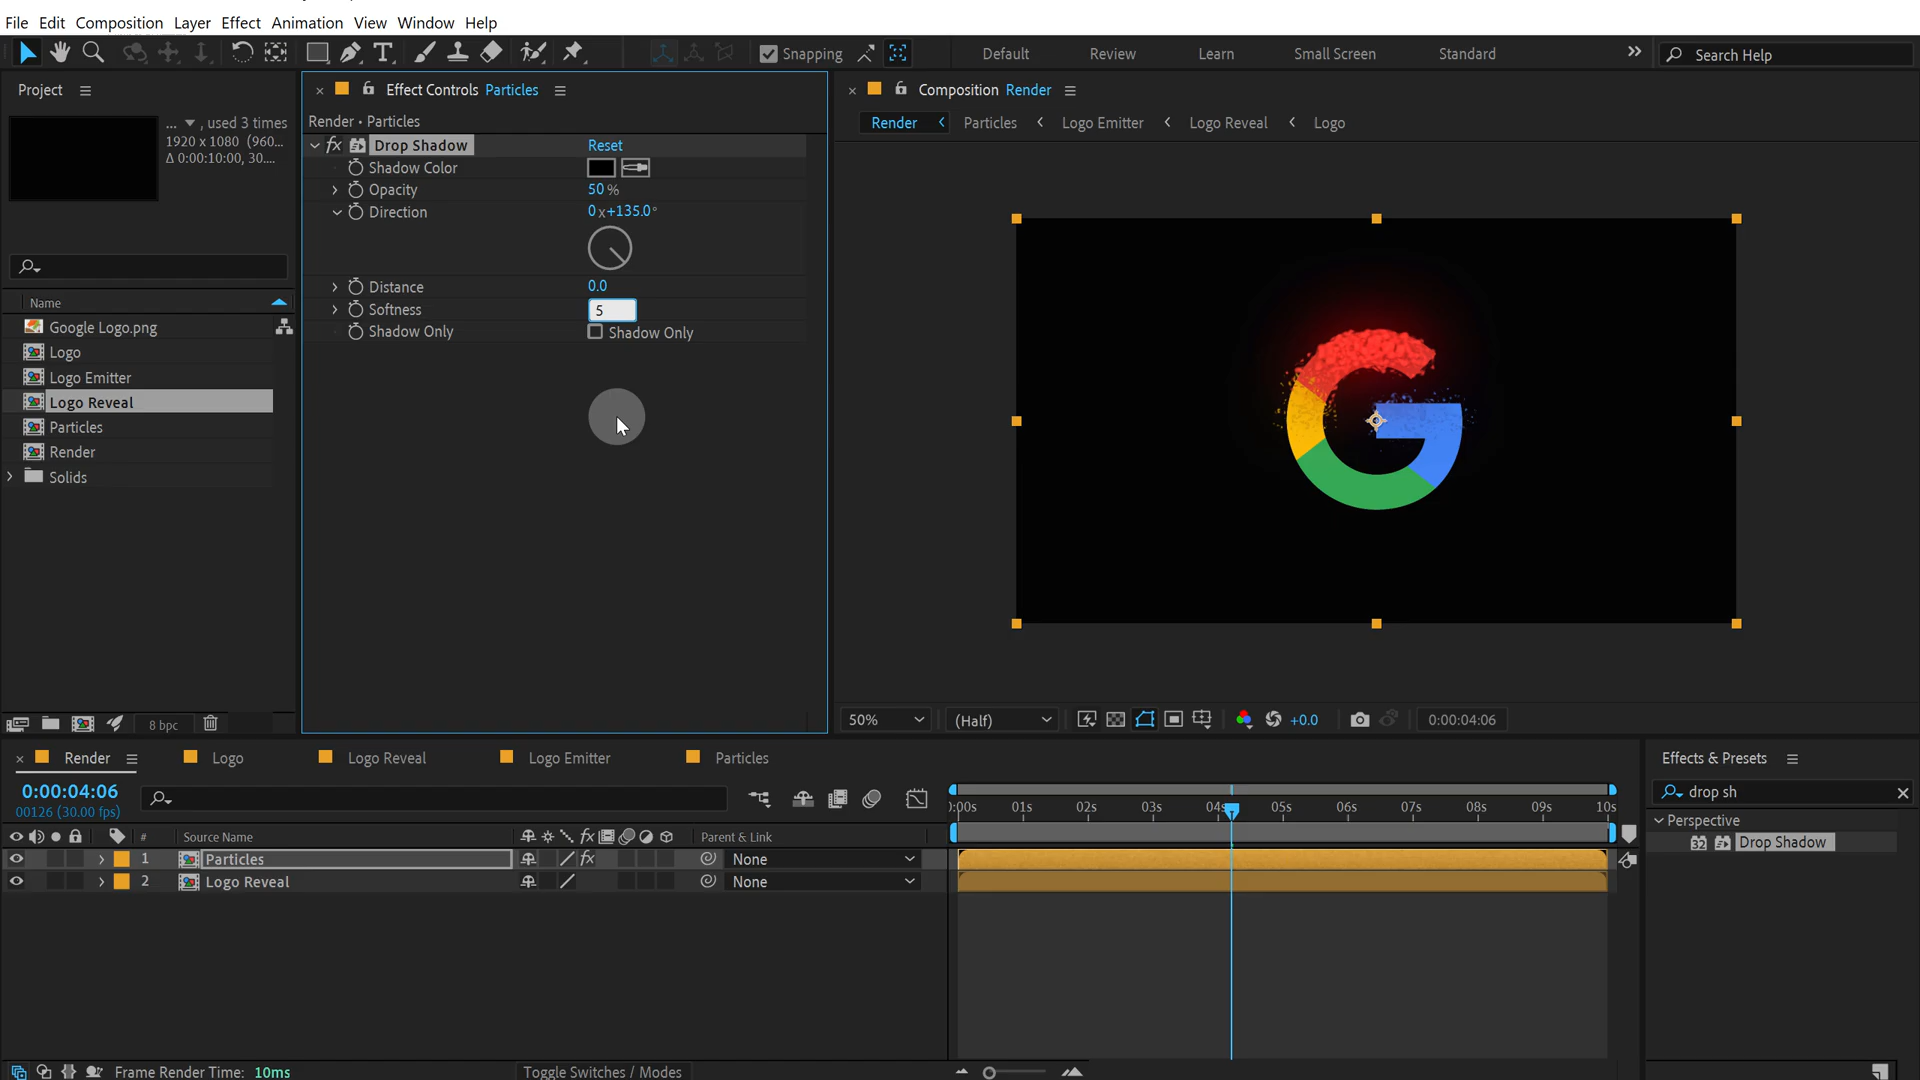 File Edit Composition Layer Effect Animation View Window Help
Snapping Default Review Learn Small Screen Standard Search Help
Project
... , used 3 times
1920 x 1080 (960...
Δ 0:00:10:00, 30....
Name
Google Logo.png
Logo
Logo Emitter
Logo Reveal
Particles
Render
Solids
8 bpc
Effect Controls Particles
Render • Particles
fx Drop Shadow Reset
Shadow Color
Opacity 50 %
Direction 0 x +135.0°
Distance 0.0
Softness 5
Shadow Only Shadow Only
Composition Render
Render Particles Logo Emitter Logo Reveal Logo
50% (Half) +0.0 0:00:04:06
Render Logo Logo Reveal Logo Emitter Particles
0:00:04:06
00126 (30.00 fps)
):00s 01s 02s 03s 04s 05s 06s 07s 08s 09s 10s
# Source Name fx Parent & Link
1 Particles fx None
2 Logo Reveal None
Frame Render Time: 10ms
Toggle Switches / Modes
Effects & Presets
drop sh
Perspective
32 Drop Shadow